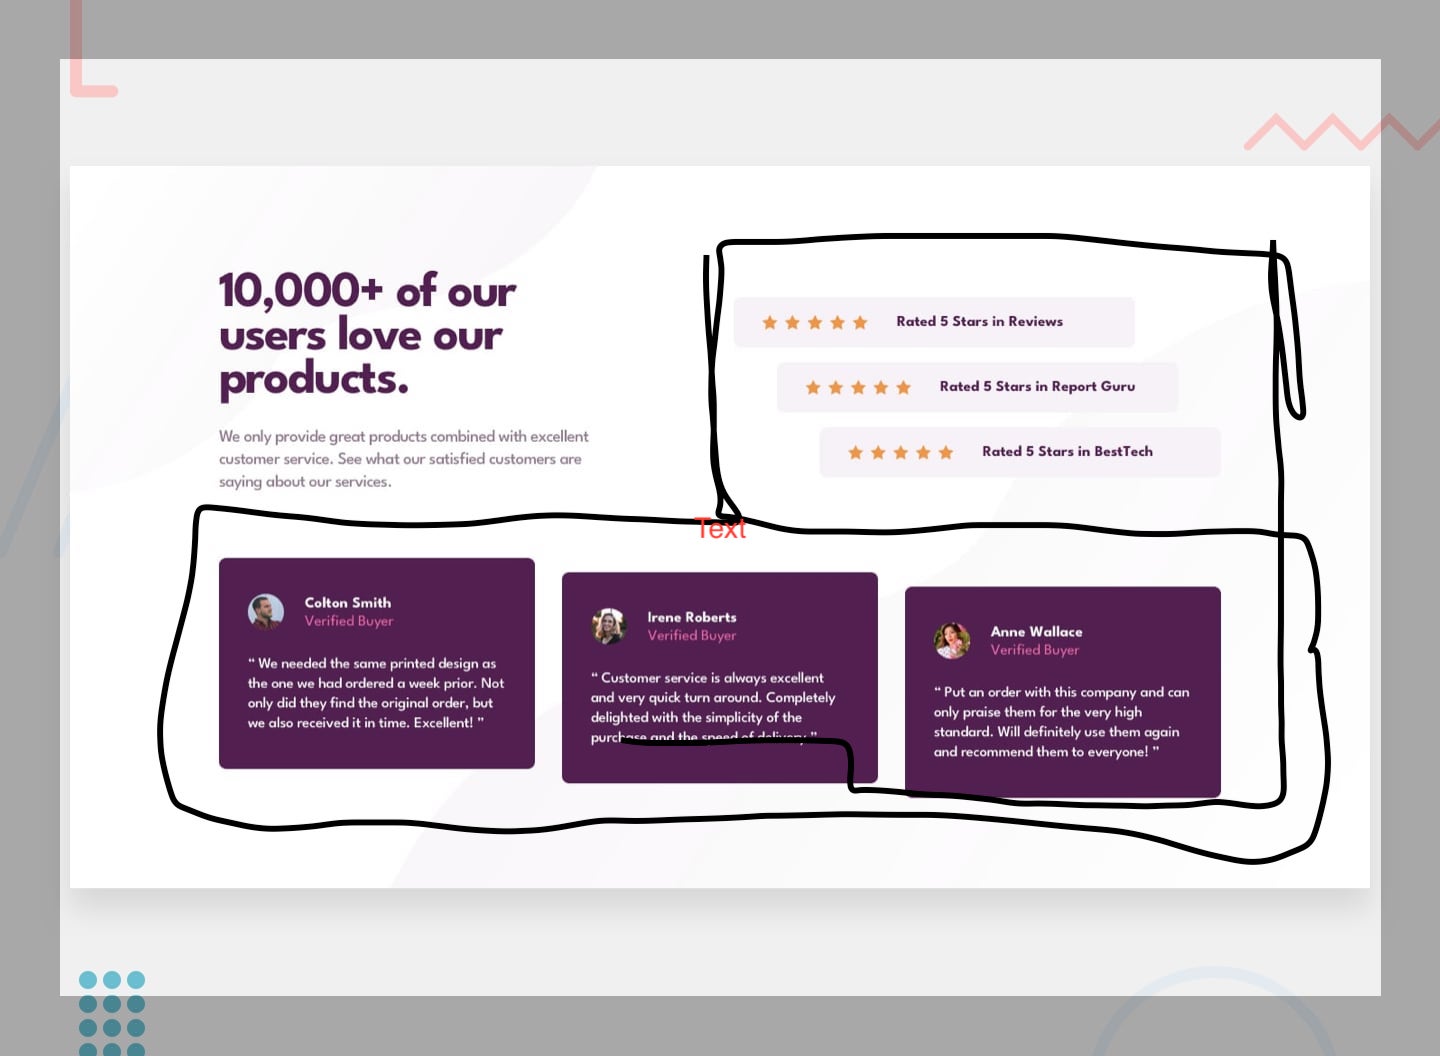 10,000+ of our
users love our
products.
We only provide great products combined with excellent
customer service. See what our satisfied customers are
saying about our services.
Rated 5 Stars in Reviews
Rated 5 Stars in Report Guru
Rated 5 Stars in BestTech
Text
Colton Smith
Verified Buyer
“ We needed the same printed design as
the one we had ordered a week prior. Not
only did they find the original order, but
we also received it in time. Excellent! ”
Irene Roberts
Verified Buyer
“ Customer service is always excellent
and very quick turn around. Completely
delighted with the simplicity of the
purchase and the speed of delivery. ”
Anne Wallace
Verified Buyer
“ Put an order with this company and can
only praise them for the very high
standard. Will definitely use them again
and recommend them to everyone! ”